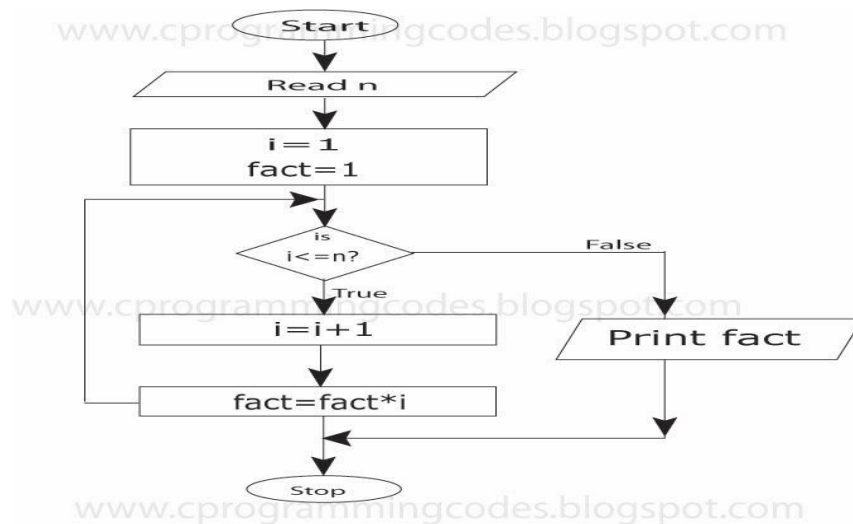 www.cprogrammingcodes.blogspot.com
Start
Read n
i=1
fact=1
is
i<=n?
False
True
www.cprogrammingcodes.blogspot.com
i=i+1
Print fact
fact=fact*i
Stop
www.cprogrammingcodes.blogspot.com